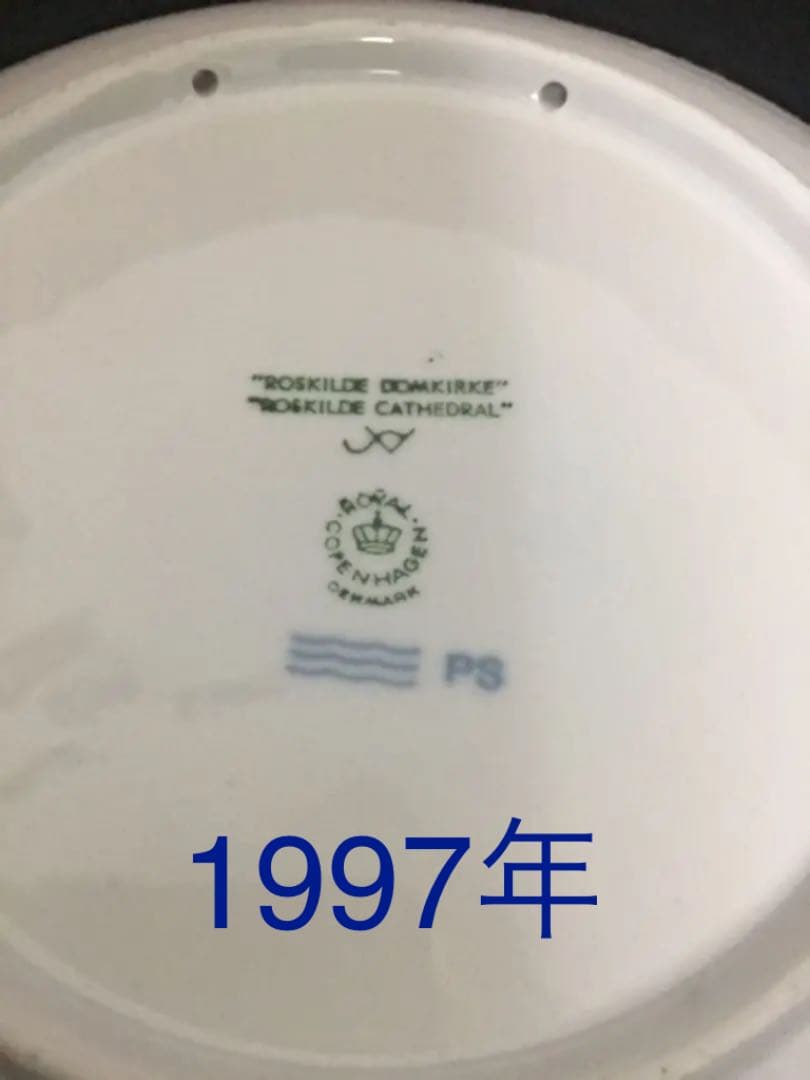 "ROSKILDE DOMKIRKE"
"ROSKILDE CATHEDRAL"
ROYAL
COPENHAGEN
DENMARK
PS
1997年